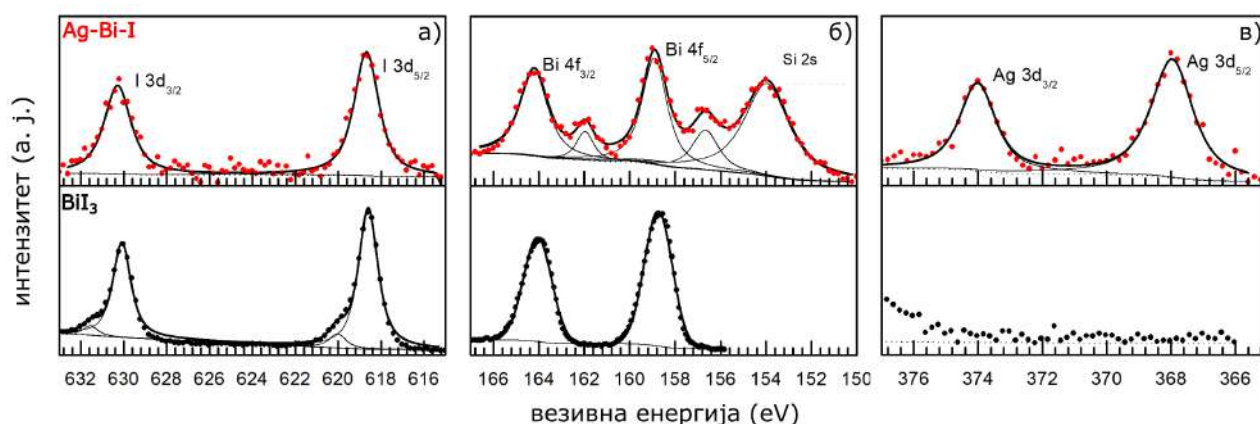 Ag-Bi-I
а)
I 3d3/2
I 3d5/2
б)
Bi 4f3/2
Bi 4f5/2
Si 2s
в)
Ag 3d3/2
Ag 3d5/2
BiI3
интензитет (a. j.)
632 630 628 626 624 622 620 618 616
166 164 162 160 158 156 154 152 150
376 374 372 370 368 366
везивна енергија (eV)